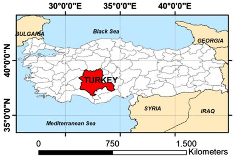 30°0'0"E 35°0'0"E 40°0'0"E
BULGARIA
Black Sea
GEORGIA
40°0'0"N
40°0'0"N
TURKEY
SYRIA
IRAQ
35°0'0"N
35°0'0"N
Mediterranean Sea
0 750 1.500
Kilometers